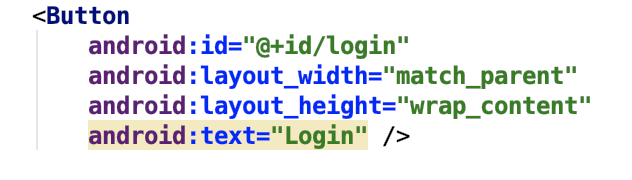 <Button
android:id="@+id/login"
android:layout_width="match_parent"
android:layout_height="wrap_content"
android:text="Login" />